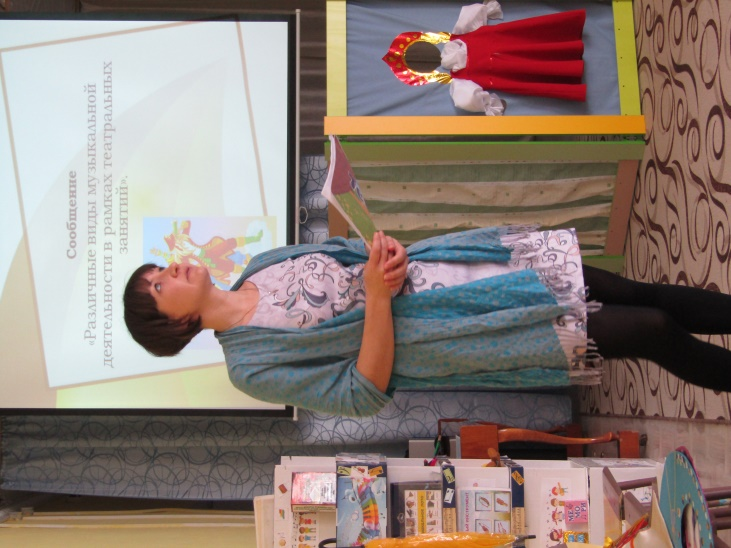 Сообщение
«Различные виды музыкальной
деятельности в рамках театральных
занятий».